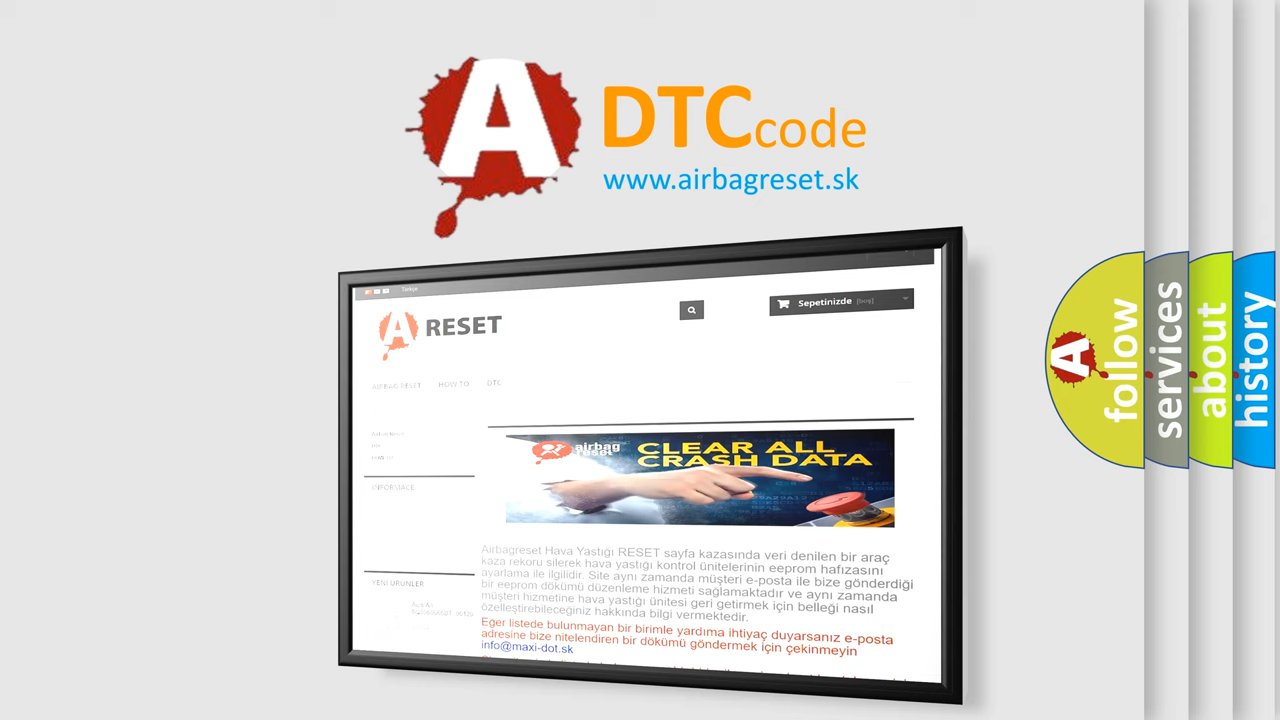 A DTCcode
www.airbagreset.sk
Türkçe
A RESET
Sepetinizde [boş]
AIRBAG RESET HOW TO DTC
INFORMACE
airbag
reset
CLEAR ALL
CRASH DATA
Airbagreset Hava Yastığı RESET sayfa kazasında veri denilen bir araç
kaza rekoru silerek hava yastığı kontrol ünitelerinin eeprom hafızasını
ayarlama ile ilgilidir. Site aynı zamanda müşteri e-posta ile bize gönderdiği
bir eeprom dökümü düzenleme hizmeti sağlamaktadır ve aynı zamanda
müşteri hizmetine hava yastığı ünitesi geri getirmek için belleği nasıl
özelleştirebileceğiniz hakkında bilgi vermektedir.
YENİ ÜRÜNLER
Eğer listede bulunmayan bir birimle yardıma ihtiyaç duyarsanız e-posta
adresine bize nitelendiren bir dökümü göndermek için çekinmeyin
info@maxi-dot.sk
A follow
services
about
history